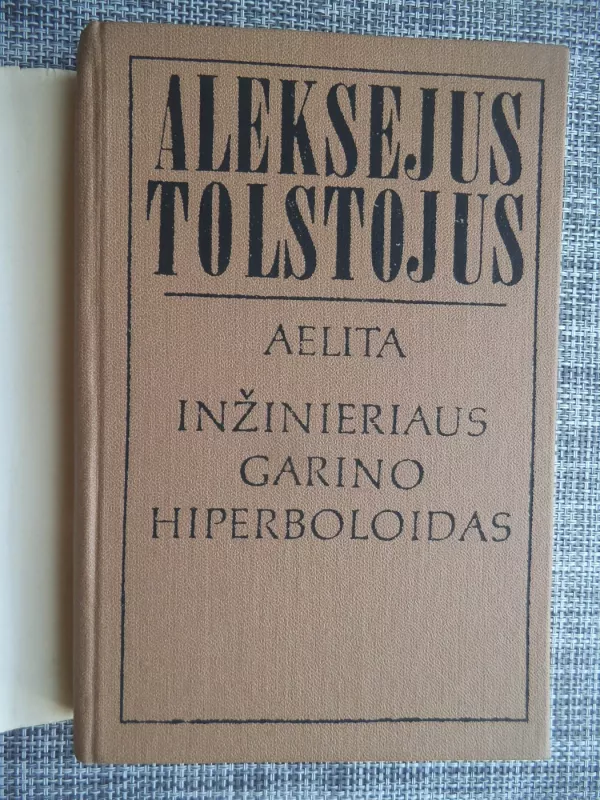 ALEKSEJUS
TOLSTOJUS
AELITA
INŽINIERIAUS
GARINO
HIPERBOLOIDAS